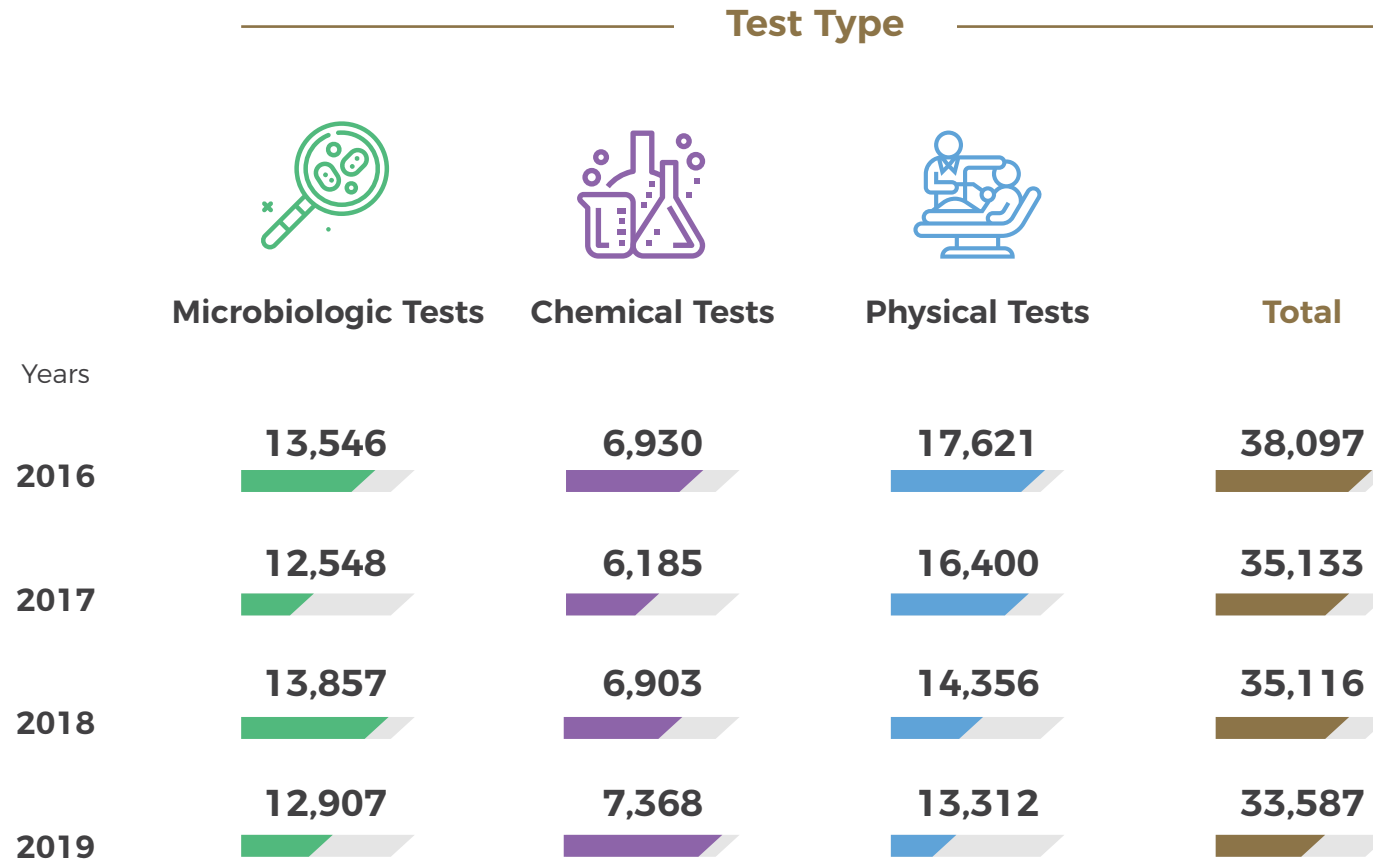 Test Type
Microbiologic Tests Chemical Tests Physical Tests Total
Years
13,546 6,930 17,621 38,097
2016
12,548 6,185 16,400 35,133
2017
13,857 6,903 14,356 35,116
2018
12,907 7,368 13,312 33,587
2019